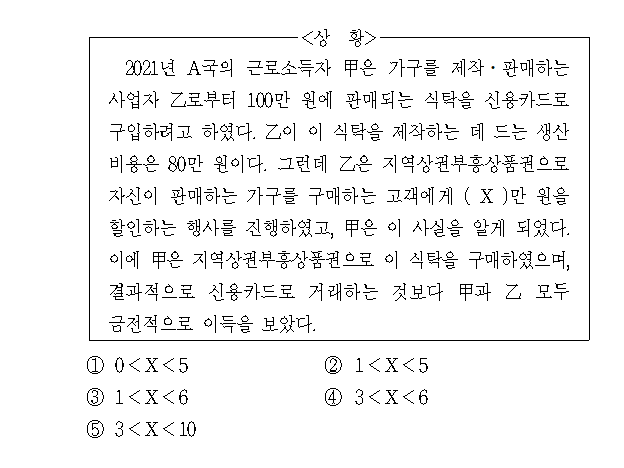 <상 황>
2021년 A국의 근로소득자 甲은 가구를 제작·판매하는
사업자 乙로부터 100만 원에 판매되는 식탁을 신용카드로
구입하려고 하였다. 乙이 이 식탁을 제작하는 데 드는 생산
비용은 80만 원이다. 그런데 乙은 지역상권부흥상품권으로
자신이 판매하는 가구를 구매하는 고객에게 ( X )만 원을
할인하는 행사를 진행하였고, 甲은 이 사실을 알게 되었다.
이에 甲은 지역상권부흥상품권으로 이 식탁을 구매하였으며,
결과적으로 신용카드로 거래하는 것보다 甲과 乙 모두
금전적으로 이득을 보았다.
① 0<X<5 ② 1<X<5
③ 1<X<6 ④ 3<X<6
⑤ 3<X<10